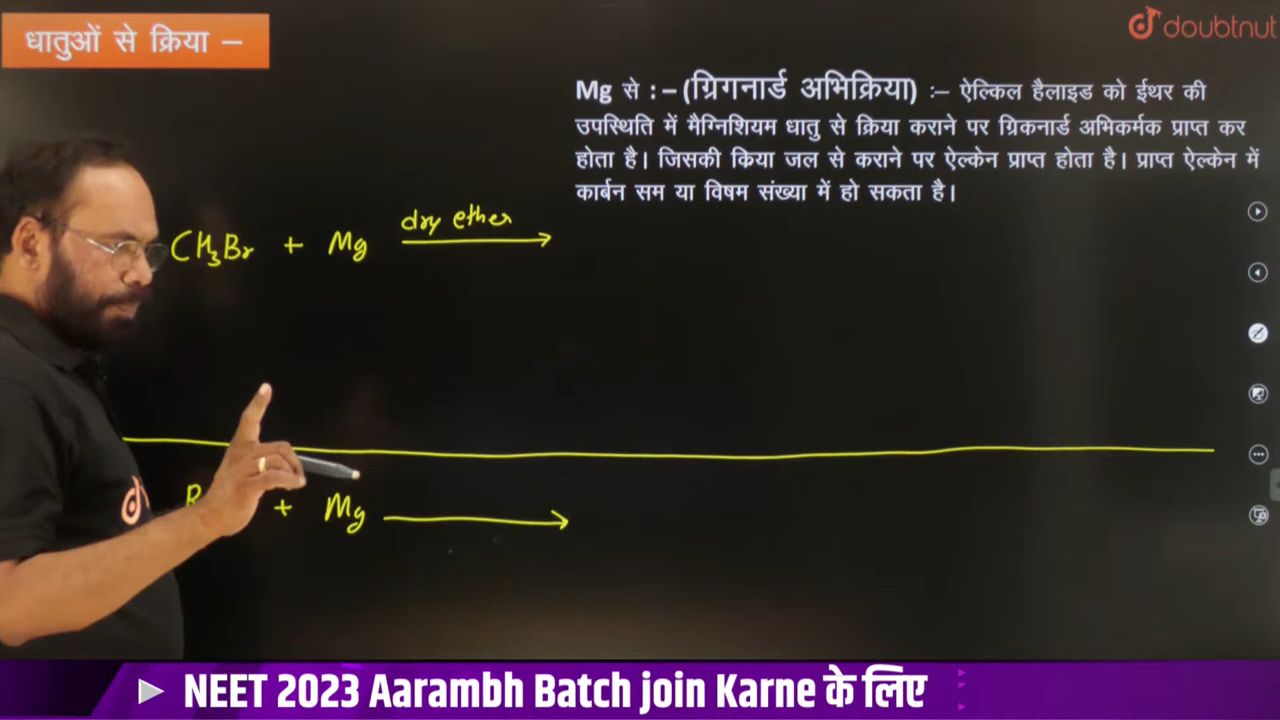 धातुओं से क्रिया –
doubtnut
Mg से :– (ग्रिगनार्ड अभिक्रिया) :– ऐल्किल हैलाइड को ईथर की
उपस्थिति में मैग्निशियम धातु से क्रिया कराने पर ग्रिकनार्ड अभिकर्मक प्राप्त कर
होता है। जिसकी क्रिया जल से कराने पर ऐल्केन प्राप्त होता है। प्राप्त ऐल्केन में
कार्बन सम या विषम संख्या में हो सकता है।
dry ether
CH₃Br + Mg ⟶
+ Mg ⟶
NEET 2023 Aarambh Batch join Karne के लिए